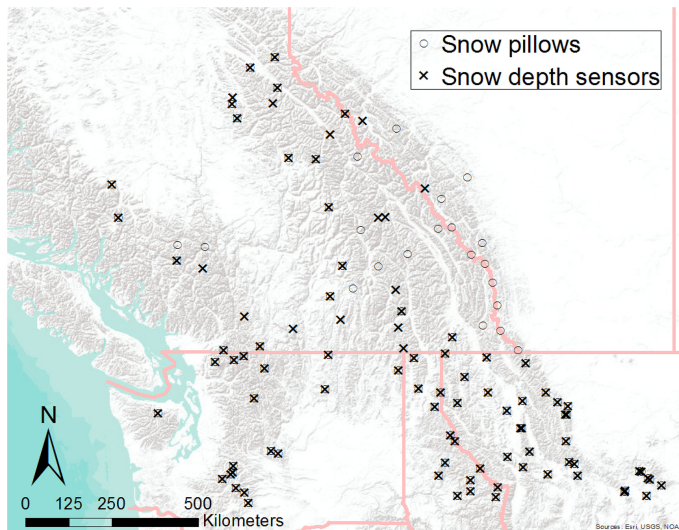 Snow pillows
Snow depth sensors
N
0 125 250 500
Kilometers
Sources: Esri, USGS, NOA